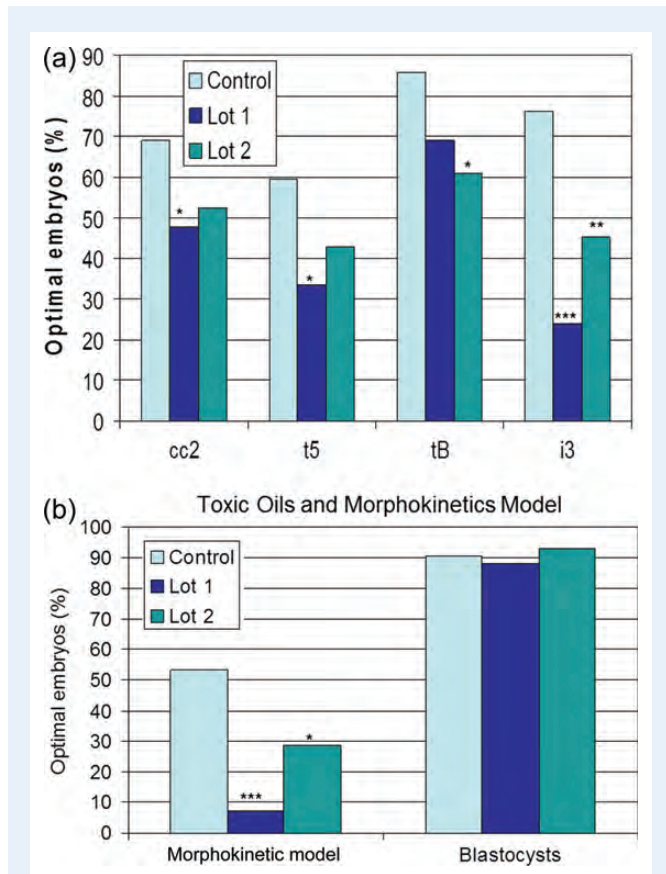 (a)
90
80
70
60
50
40
30
20
10
0
Optimal embryos (%)
Control
Lot 1
Lot 2
*
*
*
***
**
cc2 t5 tB i3
(b)
Toxic Oils and Morphokinetics Model
100
90
80
70
60
50
40
30
20
10
0
Optimal embryos (%)
Control
Lot 1
Lot 2
***
*
Morphokinetic model Blastocysts